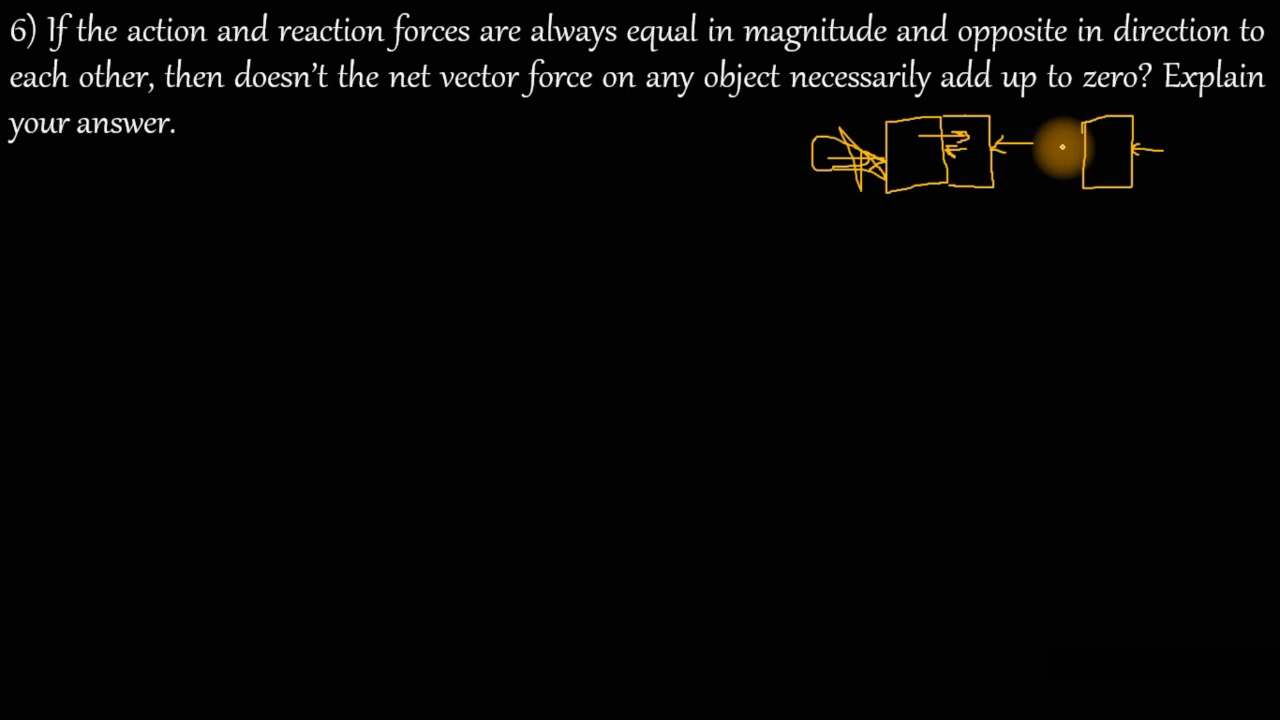 6) If the action and reaction forces are always equal in magnitude and opposite in direction to
each other, then doesn't the net vector force on any object necessarily add up to zero? Explain
your answer.